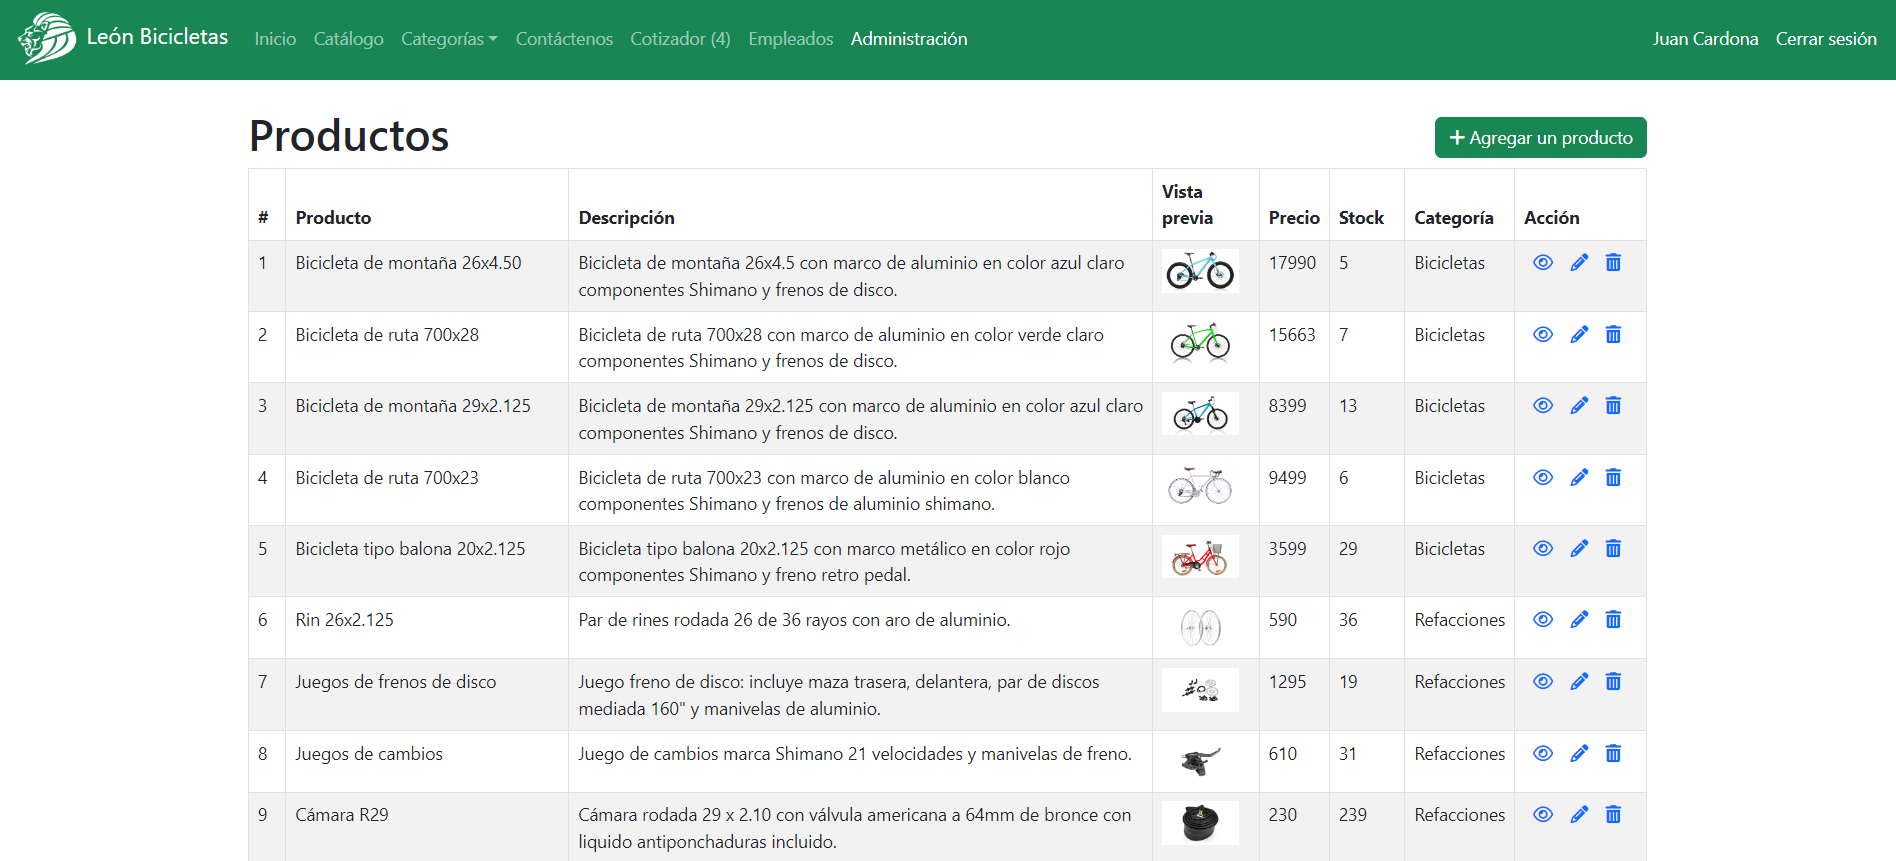 León Bicicletas Inicio Catálogo Categorías Contáctenos Cotizador (4) Empleados Administración Juan Cardona Cerrar sesión
Productos
Agregar un producto
# Producto Descripción Vista previa Precio Stock Categoría Acción
1 Bicicleta de montaña 26x4.50 Bicicleta de montaña 26x4.5 con marco de aluminio en color azul claro
componentes Shimano y frenos de disco.
17990 5 Bicicletas
2 Bicicleta de ruta 700x28 Bicicleta de ruta 700x28 con marco de aluminio en color verde claro
componentes Shimano y frenos de disco.
15663 7 Bicicletas
3 Bicicleta de montaña 29x2.125 Bicicleta de montaña 29x2.125 con marco de aluminio en color azul claro
componentes Shimano y frenos de disco.
8399 13 Bicicletas
4 Bicicleta de ruta 700x23 Bicicleta de ruta 700x23 con marco de aluminio en color blanco
componentes Shimano y frenos de aluminio shimano.
9499 6 Bicicletas
5 Bicicleta tipo balona 20x2.125 Bicicleta tipo balona 20x2.125 con marco metálico en color rojo
componentes Shimano y freno retro pedal.
3599 29 Bicicletas
6 Rin 26x2.125 Par de rines rodada 26 de 36 rayos con aro de aluminio. 590 36 Refacciones
7 Juegos de frenos de disco Juego freno de disco: incluye maza trasera, delantera, par de discos
mediada 160" y manivelas de aluminio.
1295 19 Refacciones
8 Juegos de cambios Juego de cambios marca Shimano 21 velocidades y manivelas de freno. 610 31 Refacciones
9 Cámara R29 Cámara rodada 29 x 2.10 con válvula americana a 64mm de bronce con
liquido antiponchaduras incluido.
230 239 Refacciones